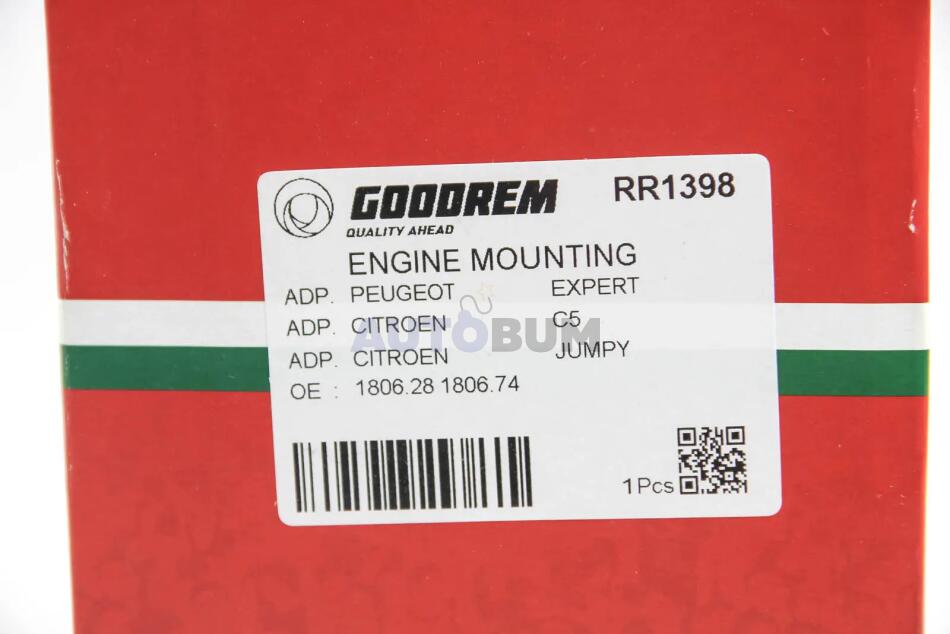 GOODREM RR1398
QUALITY AHEAD
ENGINE MOUNTING
ADP. PEUGEOT EXPERT
ADP. CITROEN C5
AUTOBUM
ADP. CITROEN JUMPY
OE : 1806.28 1806.74
1Pcs